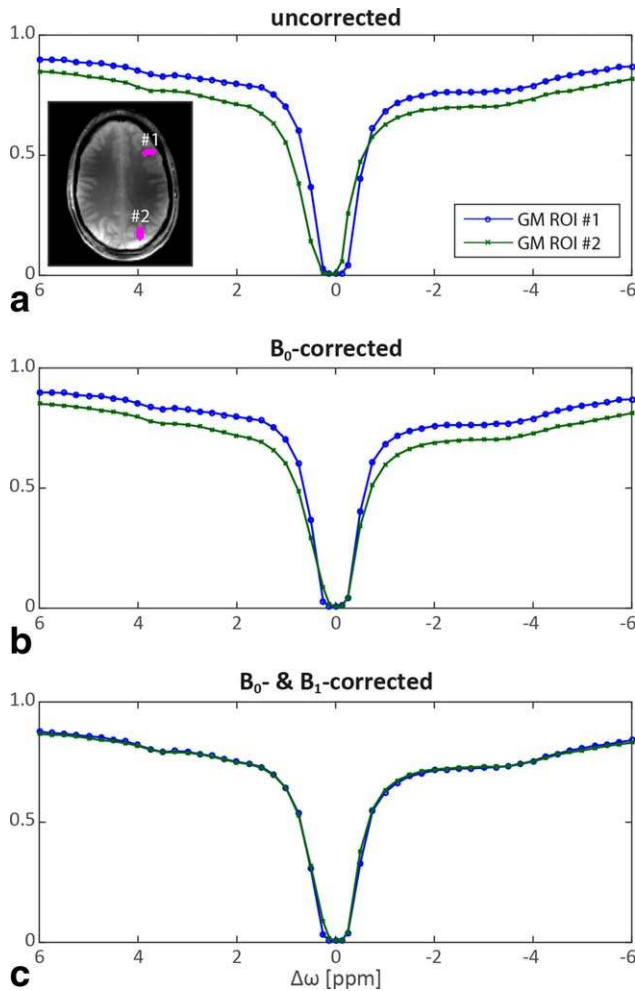 uncorrected
1.0
0.5
0
#1
#2
GM ROI #1
GM ROI #2
6 4 2 0 -2 -4 -6
a
B₀-corrected
1.0
0.5
0
6 4 2 0 -2 -4 -6
b
B₀- & B₁-corrected
1.0
0.5
0
6 4 2 0 -2 -4 -6
Δω [ppm]
c